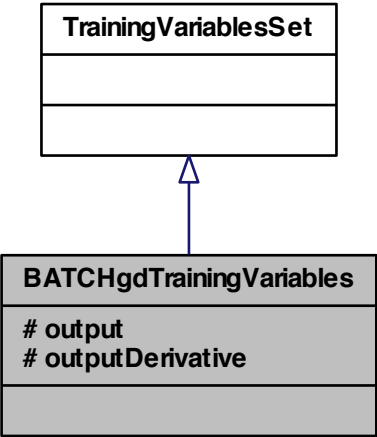 TrainingVariablesSet
BATCHgdTrainingVariables
# output
# outputDerivative